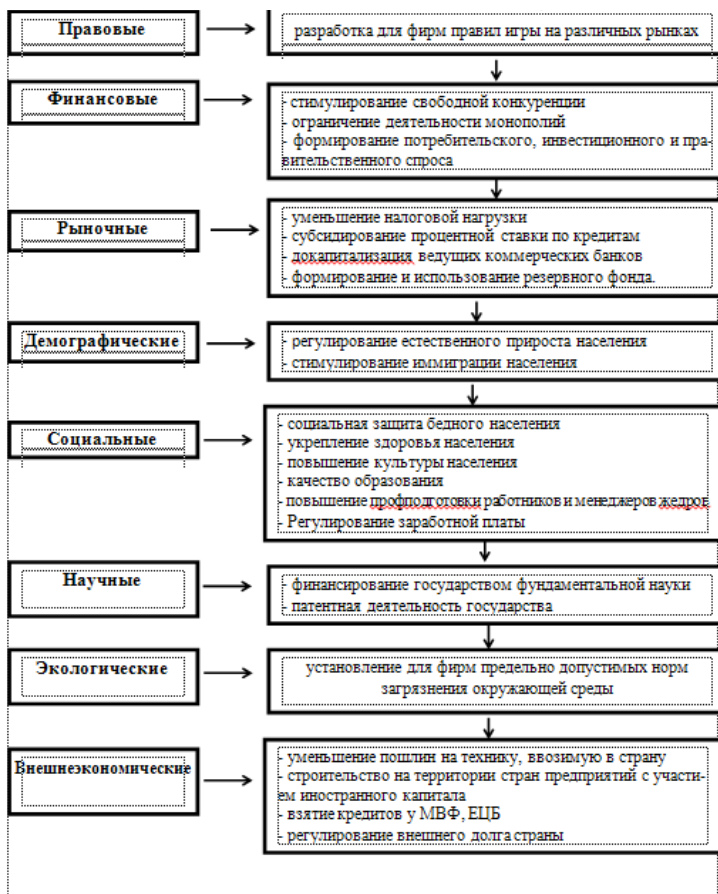 Правовые
разработка для фирм правил игры на различных рынках
Финансовые
- стимулирование свободной конкуренции
- ограничение деятельности монополий
- формирование потребительского, инвестиционного и пра-
вительственного спроса
Рыночные
- уменьшение налоговой нагрузки
- субсидирование процентной ставки по кредитам
- докапитализация ведущих коммерческих банков
- формирование и использование резервного фонда.
Демографические
- регулирование естественного прироста населения
- стимулирование иммиграции населения
Социальные
- социальная защита бедного населения
- укрепление здоровья населения
- повышение культуры населения
- качество образования
- повышение профподготовки работников и менеджеров жедров
- Регулирование заработной платы
Научные
- финансирование государством фундаментальной науки
- патентная деятельность государства
Экологические
установление для фирм предельно допустимых норм
загрязнения окружающей среды
Внешнеэкономические
- уменьшение пошлин на технику, ввозимую в страну
- строительство на территории стран предприятий с участи-
ем иностранного капитала
- взятие кредитов у МВФ, ЕЦБ
- регулирование внешнего долга страны